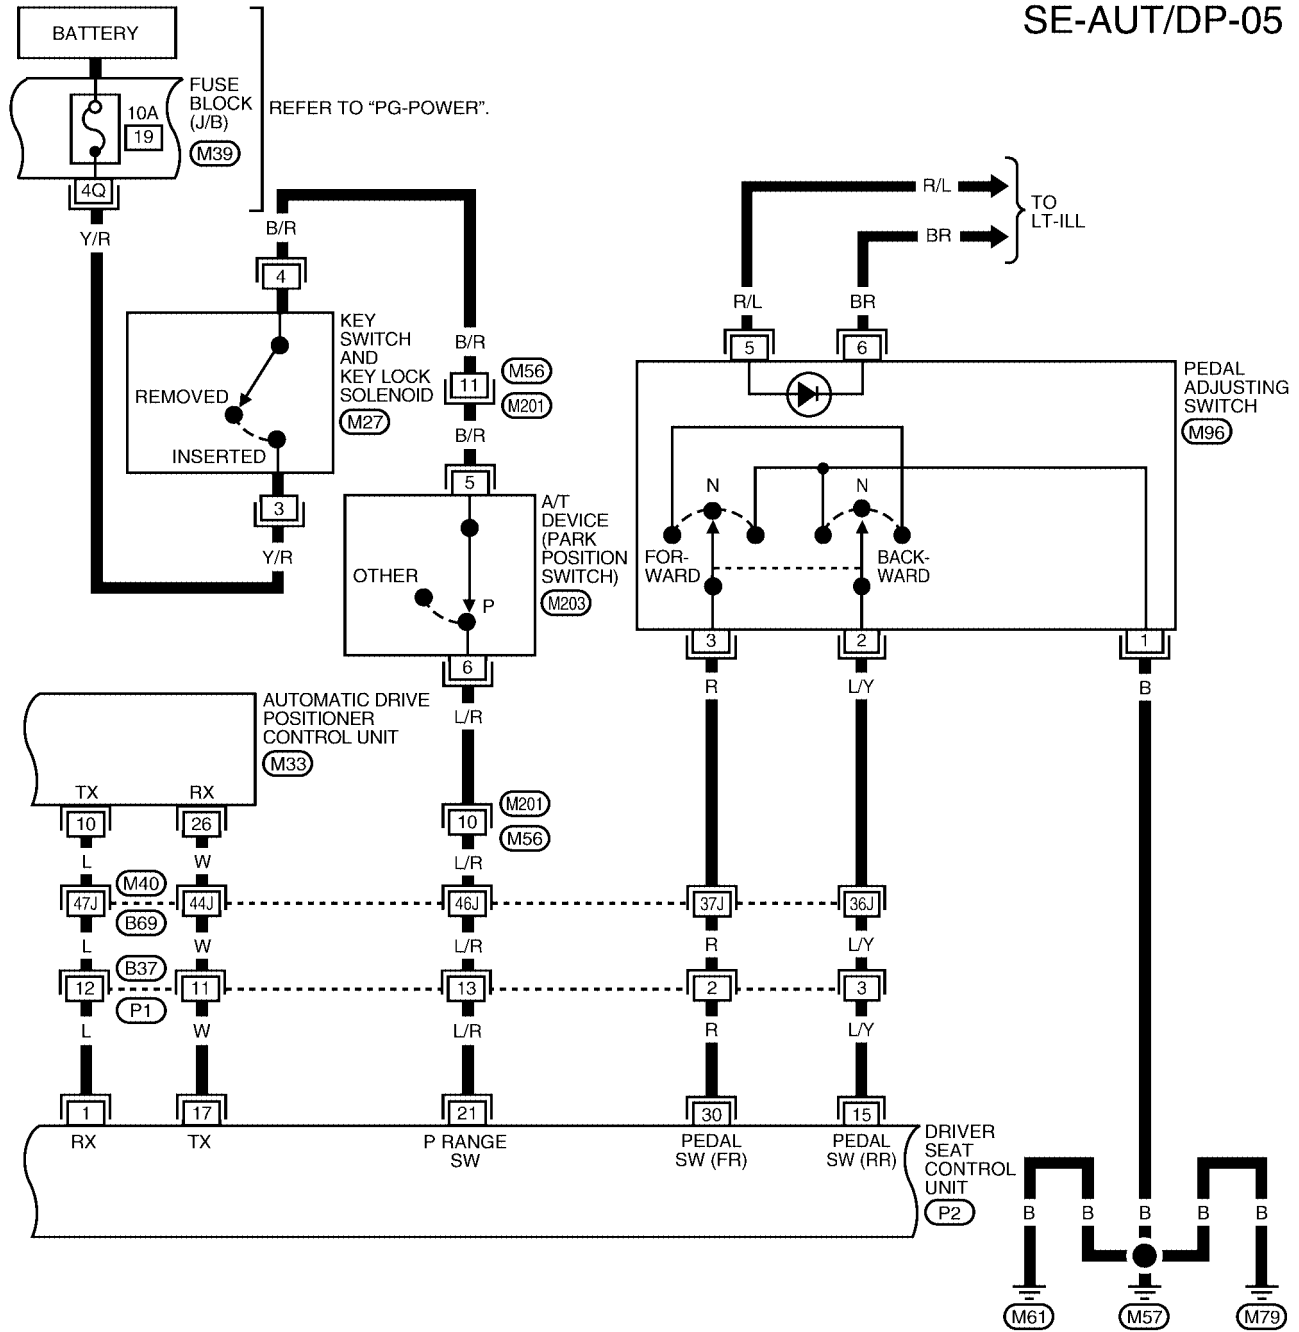 SE-AUT/DP-05
BATTERY
FUSE
BLOCK
(J/B)
M39
10A
19
4Q
REFER TO “PG-POWER”.
Y/R
B/R
4
KEY
SWITCH
AND
KEY LOCK
SOLENOID
M27
REMOVED
INSERTED
3
Y/R
B/R
11
M56
M201
B/R
5
A/T
DEVICE
(PARK
POSITION
SWITCH)
M203
OTHER
P
6
L/R
R/L
BR
TO
LT-ILL
R/L
BR
5
6
PEDAL
ADJUSTING
SWITCH
M96
N
N
FOR-
WARD
BACK-
WARD
3
2
1
R
L/Y
B
AUTOMATIC DRIVE
POSITIONER
CONTROL UNIT
M33
TX
RX
10
26
10
M201
M56
L
W
L/R
M40
47J
44J
46J
37J
36J
B69
L
W
L/R
R
L/Y
B37
12
11
13
2
3
P1
L
W
L/R
R
L/Y
1
17
21
30
15
RX
TX
P RANGE
SW
PEDAL
SW (FR)
PEDAL
SW (RR)
DRIVER
SEAT
CONTROL
UNIT
P2
B
B
B
B
B
M61
M57
M79